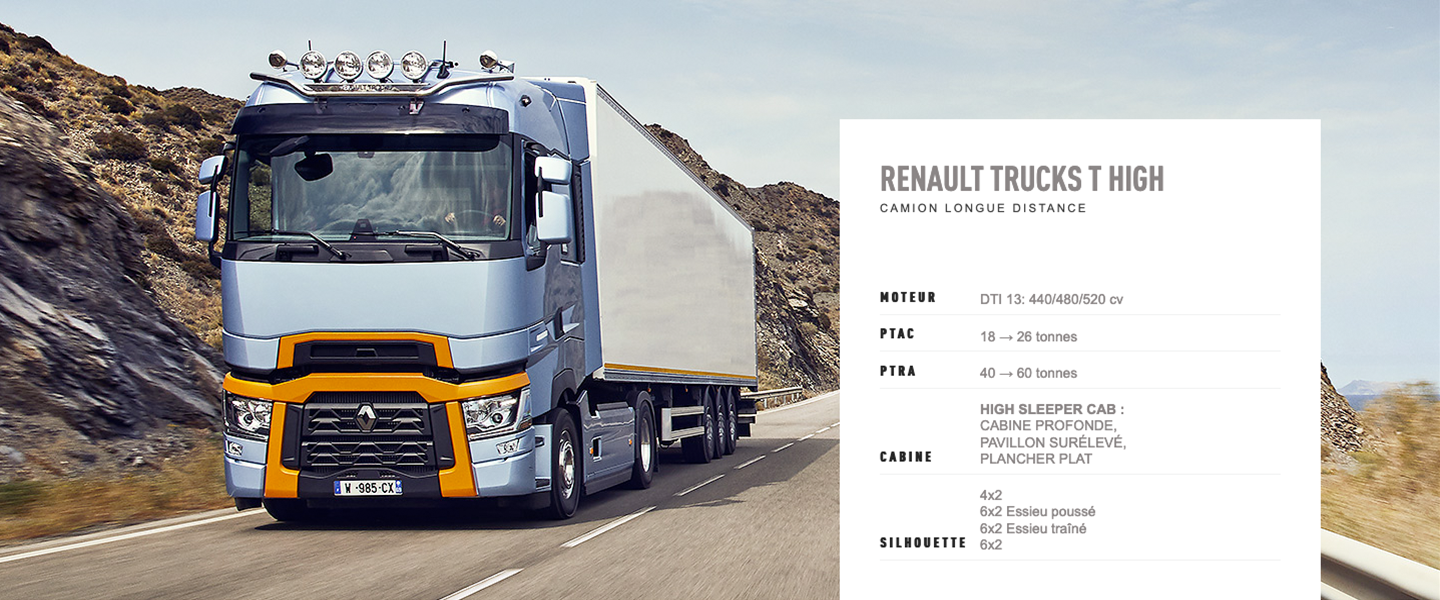 RENAULT TRUCKS T HIGH
CAMION LONGUE DISTANCE
MOTEUR DTI 13: 440/480/520 cv
PTAC 18 → 26 tonnes
PTRA 40 → 60 tonnes
HIGH SLEEPER CAB :
CABINE PROFONDE,
PAVILLON SURÉLEVÉ,
CABINE PLANCHER PLAT
4x2
6x2 Essieu poussé
6x2 Essieu traîné
SILHOUETTE 6x2
W-985-CX